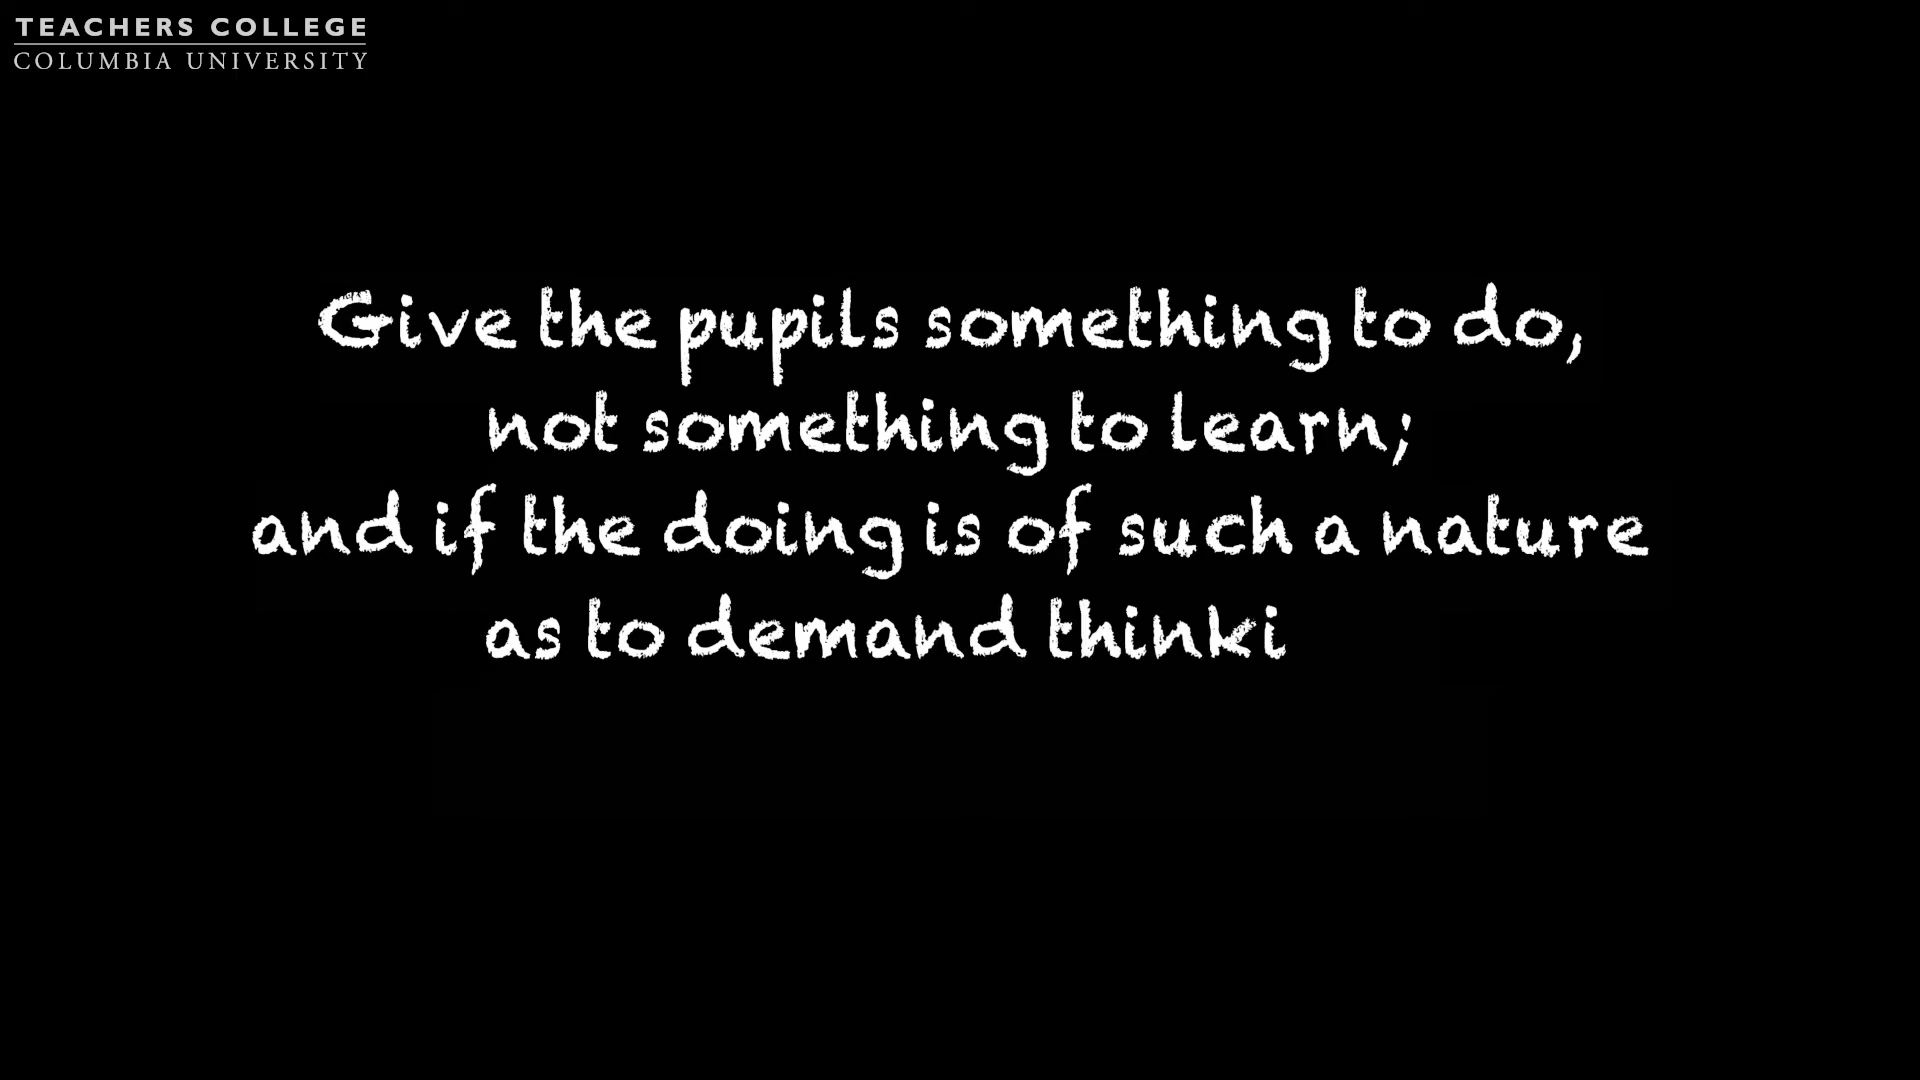 TEACHERS COLLEGE
COLUMBIA UNIVERSITY
Give the pupils something to do,
not something to learn;
and if the doing is of such a nature
as to demand thinki